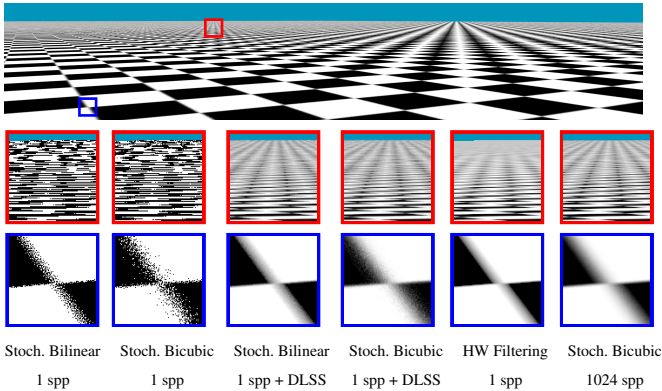 Stoch. Bilinear Stoch. Bicubic Stoch. Bilinear Stoch. Bicubic HW Filtering Stoch. Bicubic
1 spp 1 spp 1 spp + DLSS 1 spp + DLSS 1 spp 1024 spp